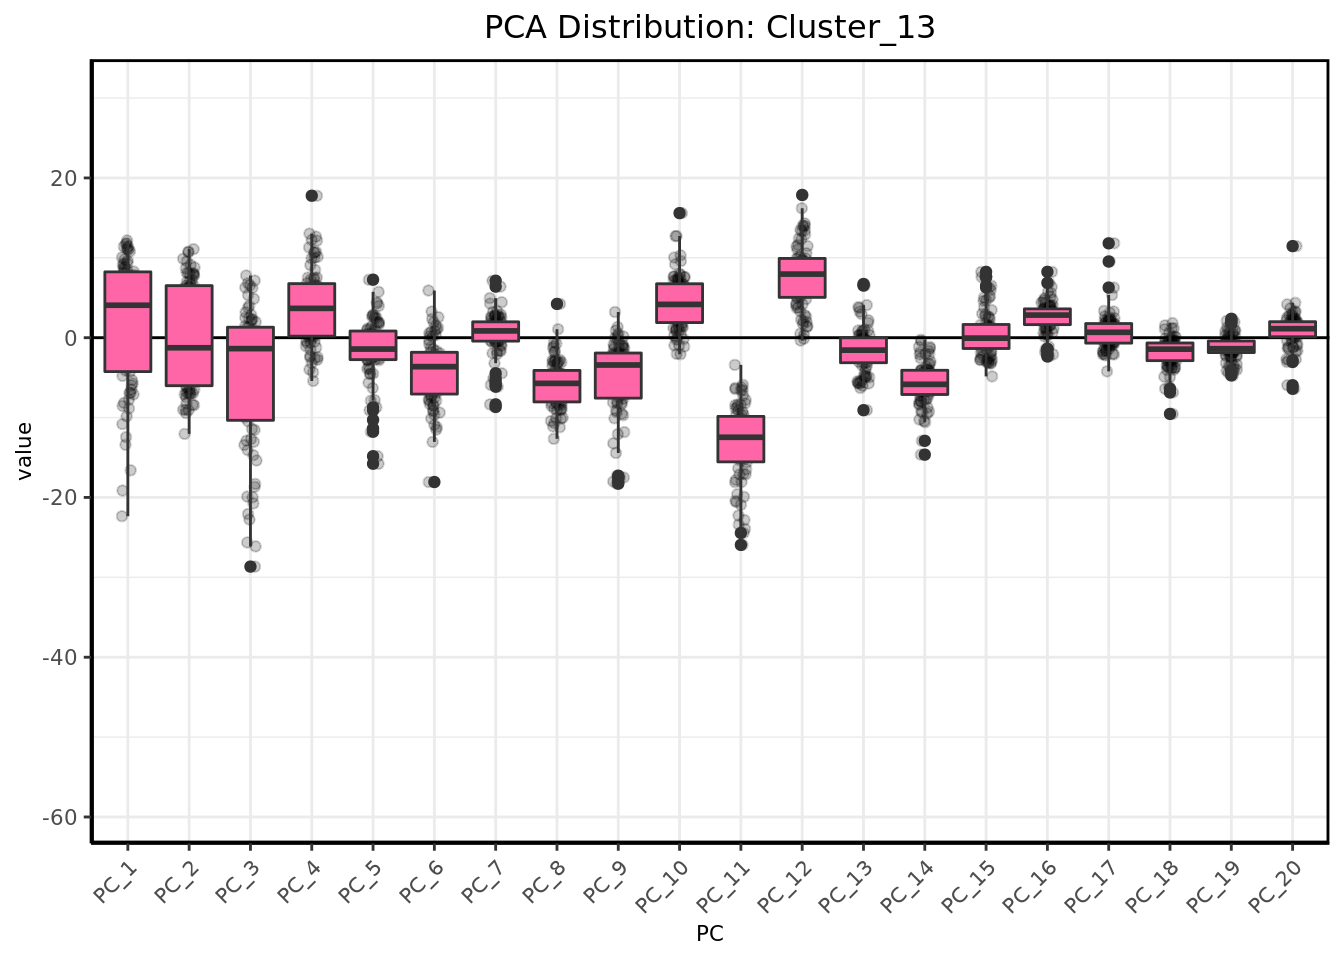 PCA Distribution: Cluster_13
20
0
-20
-40
-60
value
PC_1
PC_2
PC_3
PC_4
PC_5
PC_6
PC_7
PC_8
PC_9
PC_10
PC_11
PC_12
PC_13
PC_14
PC_15
PC_16
PC_17
PC_18
PC_19
PC_20
PC